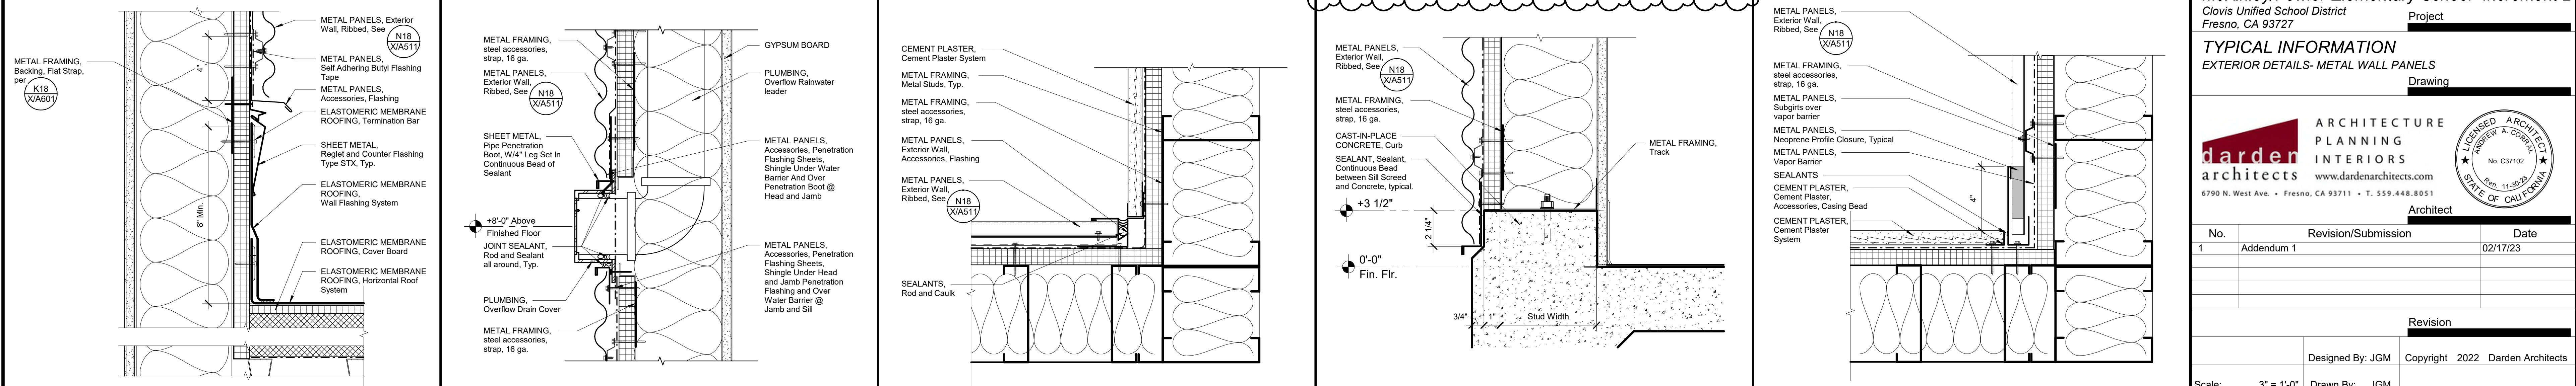 METAL PANELS, Exterior
Wall, Ribbed, See
N18
X/A511
METAL FRAMING,
Backing, Flat Strap,
per
K18
X/A601
METAL PANELS,
Self Adhering Butyl Flashing
Tape
METAL PANELS,
Accessories, Flashing
ELASTOMERIC MEMBRANE
ROOFING, Termination Bar
SHEET METAL,
Reglet and Counter Flashing
Type STX, Typ.
ELASTOMERIC MEMBRANE
ROOFING,
Wall Flashing System
ELASTOMERIC MEMBRANE
ROOFING, Cover Board
ELASTOMERIC MEMBRANE
ROOFING, Horizontal Roof
System
4"
8" Min.
METAL FRAMING,
steel accessories,
strap, 16 ga.
METAL PANELS,
Exterior Wall,
Ribbed, See
N18
X/A511
SHEET METAL,
Pipe Penetration
Boot, W/4" Leg Set In
Continuous Bead of
Sealant
+8'-0" Above
Finished Floor
JOINT SEALANT,
Rod and Sealant
all around, Typ.
PLUMBING,
Overflow Drain Cover
METAL FRAMING,
steel accessories,
strap, 16 ga.
GYPSUM BOARD
PLUMBING,
Overflow Rainwater
leader
METAL PANELS,
Accessories, Penetration
Flashing Sheets,
Shingle Under Water
Barrier And Over
Penetration Boot @
Head and Jamb
METAL PANELS,
Accessories, Penetration
Flashing Sheets,
Shingle Under Head
and Jamb Penetration
Flashing and Over
Water Barrier @
Jamb and Sill
CEMENT PLASTER,
Cement Plaster System
METAL FRAMING,
Metal Studs, Typ.
METAL FRAMING,
steel accessories,
strap, 16 ga.
METAL PANELS,
Exterior Wall,
Accessories, Flashing
METAL PANELS,
Exterior Wall,
Ribbed, See
N18
X/A511
SEALANTS,
Rod and Caulk
METAL PANELS,
Exterior Wall,
Ribbed, See
N18
X/A511
METAL FRAMING,
steel accessories,
strap, 16 ga.
CAST-IN-PLACE
CONCRETE, Curb
SEALANT, Sealant,
Continuous Bead
between Sill Screed
and Concrete, typical.
+3 1/2"
0'-0"
Fin. Flr.
2 1/4"
3/4"
1"
Stud Width
METAL FRAMING,
Track
METAL PANELS,
Exterior Wall,
Ribbed, See
N18
X/A511
METAL FRAMING,
steel accessories,
strap, 16 ga.
METAL PANELS,
Subgirts over
vapor barrier
METAL PANELS,
Neoprene Profile Closure, Typical
METAL PANELS,
Vapor Barrier
SEALANTS
CEMENT PLASTER,
Cement Plaster,
Accessories, Casing Bead
CEMENT PLASTER,
Cement Plaster
System
4"
Clovis Unified School District
Fresno, CA 93727
Project
TYPICAL INFORMATION
EXTERIOR DETAILS- METAL WALL PANELS
Drawing
darden
architects
ARCHITECTURE
PLANNING
INTERIORS
www.dardenarchitects.com
6790 N. West Ave. • Fresno, CA 93711 • T. 559.448.8051
LICENSED ARCHITECT
ANDREW A. CORRAL
No. C37102
Ren. 11-30-23
STATE OF CALIFORNIA
Architect
No. Revision/Submission Date
1 Addendum 1 02/17/23
Revision
Designed By: JGM Copyright 2022 Darden Architects
Scale: 3" = 1'-0" Drawn By: JGM